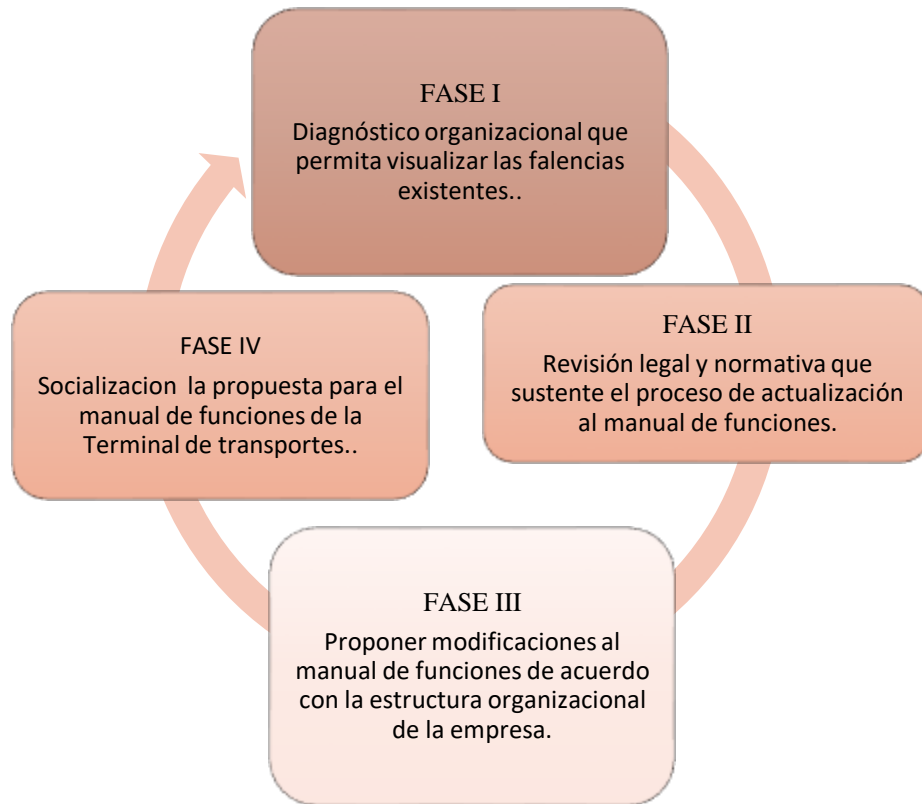 FASE I
Diagnóstico organizacional que
permita visualizar las falencias
existentes..
FASE II
Revisión legal y normativa que
sustente el proceso de actualización
al manual de funciones.
FASE III
Proponer modificaciones al
manual de funciones de acuerdo
con la estructura organizacional
de la empresa.
FASE IV
Socializacion la propuesta para el
manual de funciones de la
Terminal de transportes..